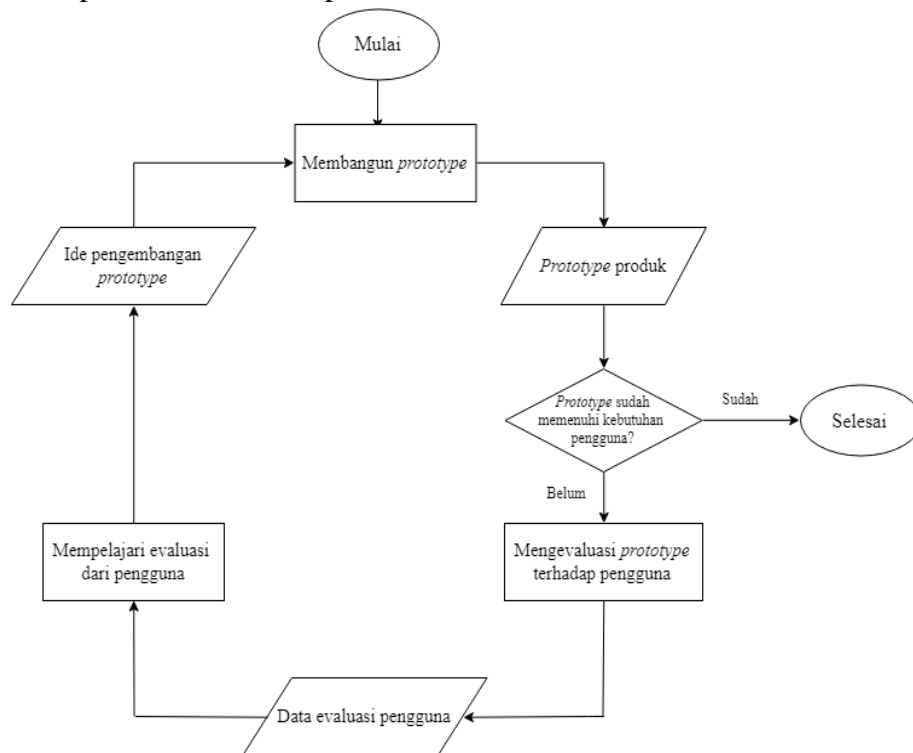 Mulai
Membangun prototype
Ide pengembangan
prototype
Prototype produk
Prototype sudah
memenuhi kebutuhan
pengguna?
Sudah
Selesai
Belum
Mengevaluasi prototype
terhadap pengguna
Mempelajari evaluasi
dari pengguna
Data evaluasi pengguna